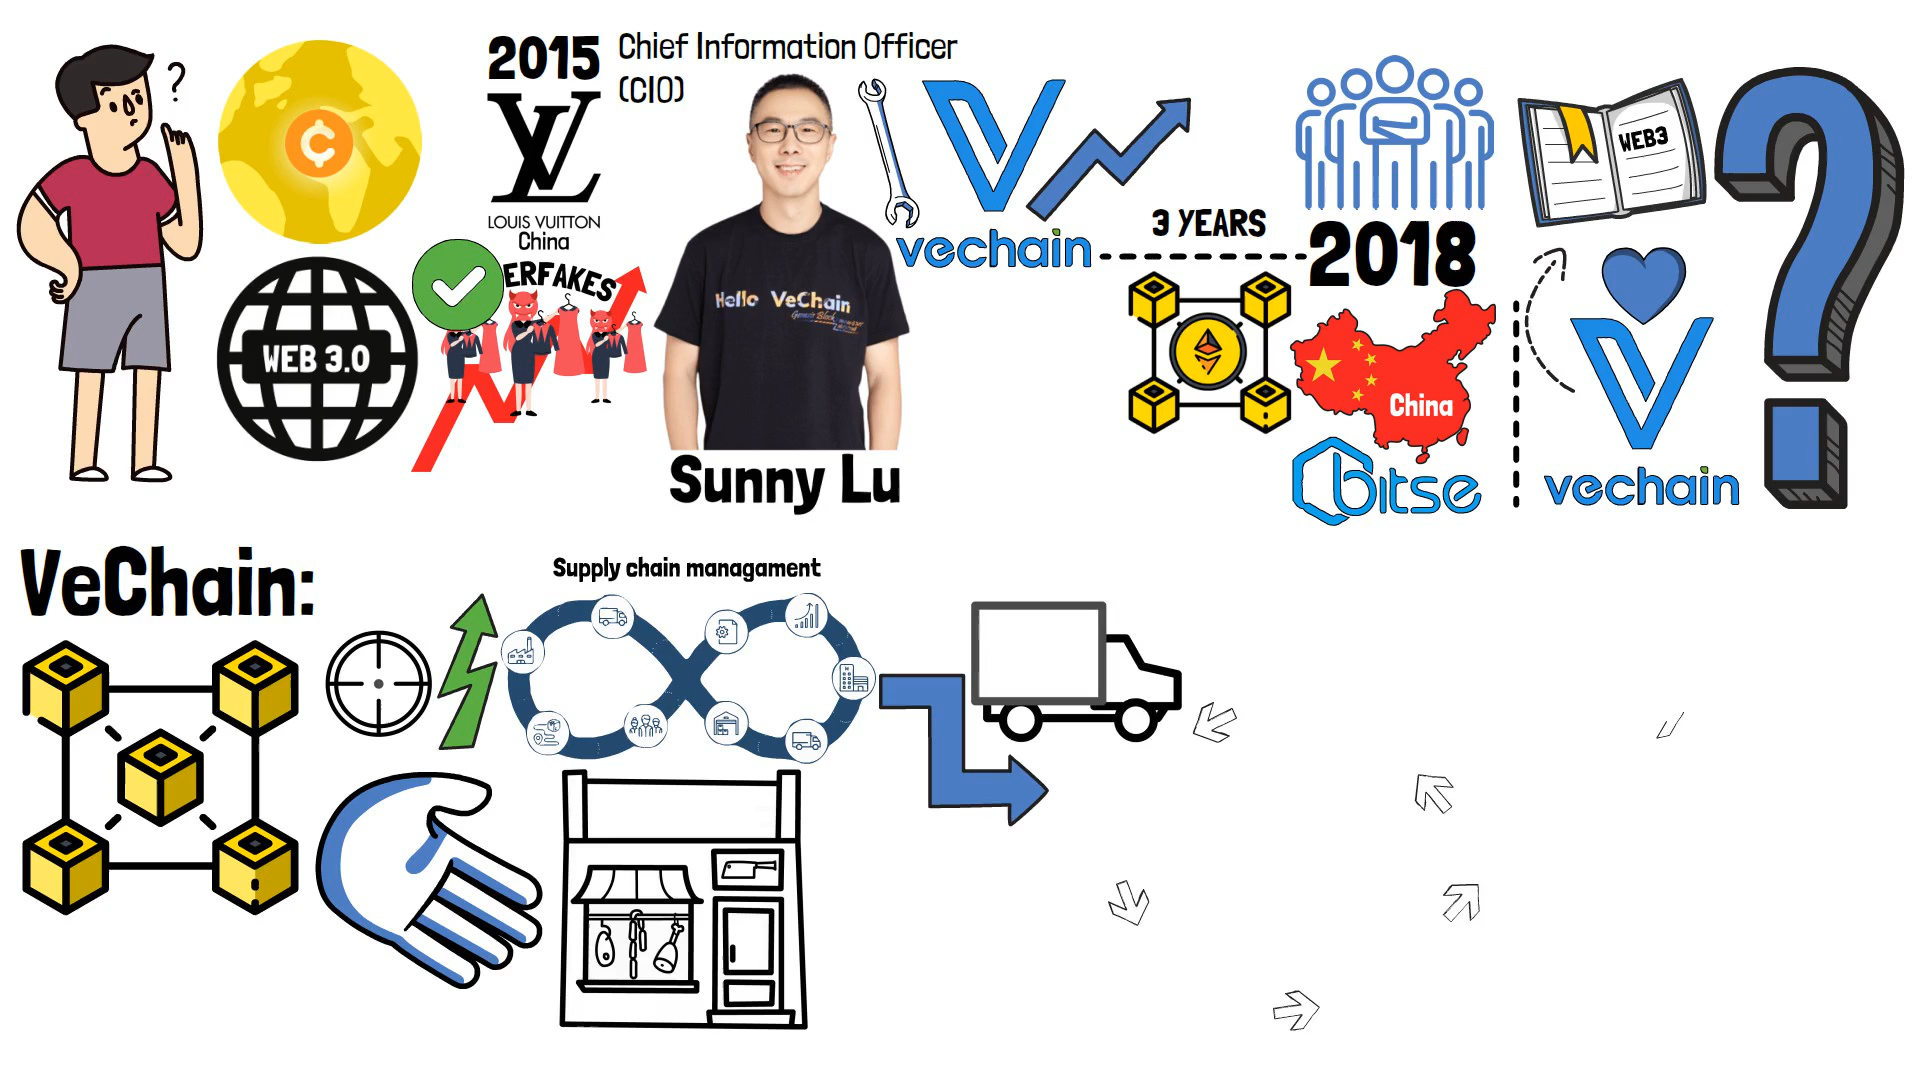 ?
WEB 3.0
2015
Chief Information Officer
(CIO)
LOUIS VUITTON
China
ERFAKES
Hello VeChain
Sunny Lu
vechain
3 YEARS
2018
China
bitse
WEB3
vechain
VeChain:
Supply chain managament